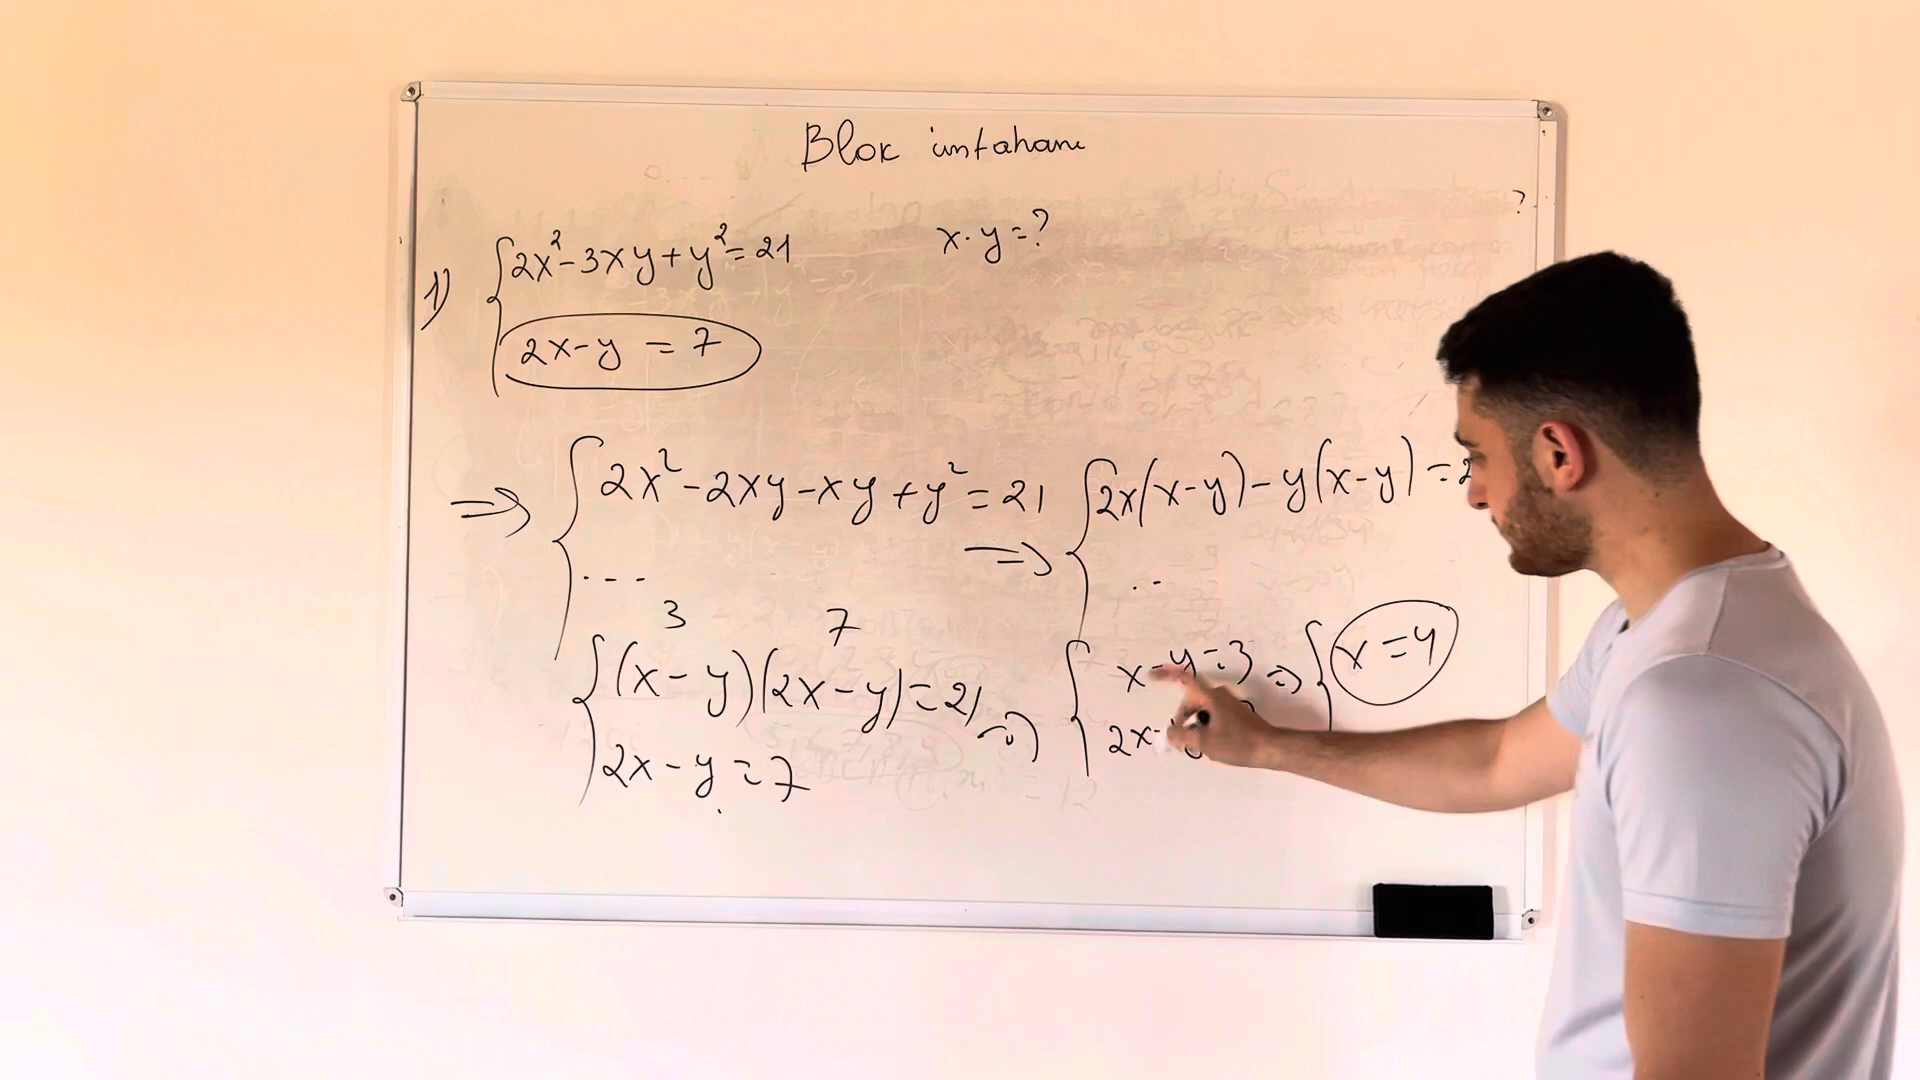 Blok imtahanı
?
1) { 2x²-3xy+y²=21 x·y=?
2x-y = 7
=> { 2x²-2xy-xy+y²=21 => { 2x(x-y)-y(x-y)=2
... ..
3 7
{ (x-y)(2x-y)=21 => { x-y=3 => { x=4
2x-y=7 2x-